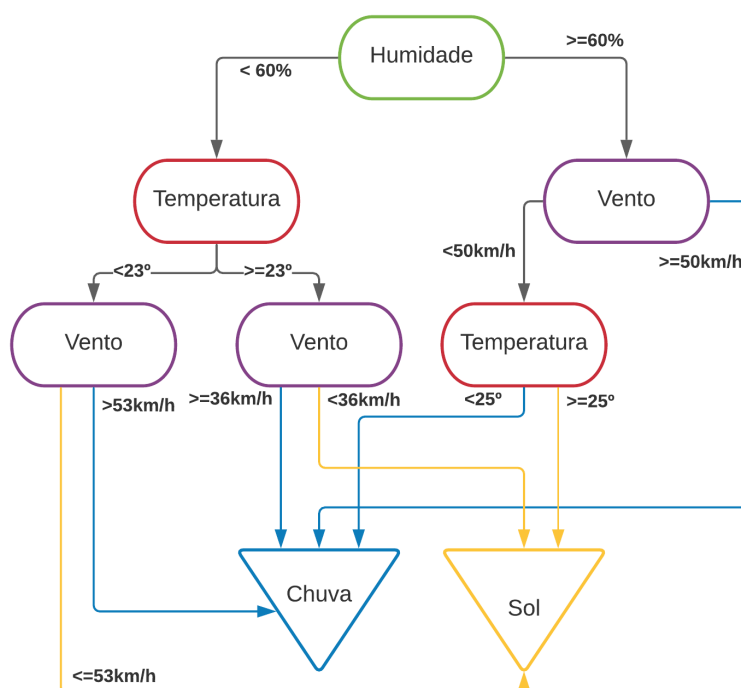 Humidade
>=60%
< 60%
Temperatura
Vento
<50km/h
>=50km/h
<23º
>=23º
Vento
Vento
Temperatura
>53km/h
>=36km/h
<36km/h
<25º
>=25º
Chuva
Sol
<=53km/h